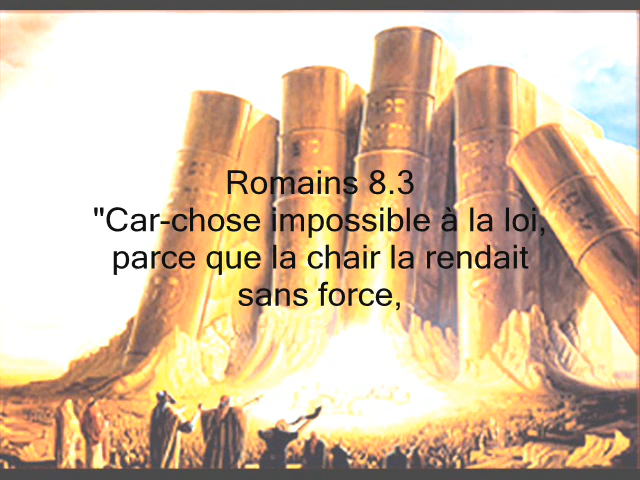 Romains 8.3
"Car-chose impossible à la loi,
parce que la chair la rendait
sans force,